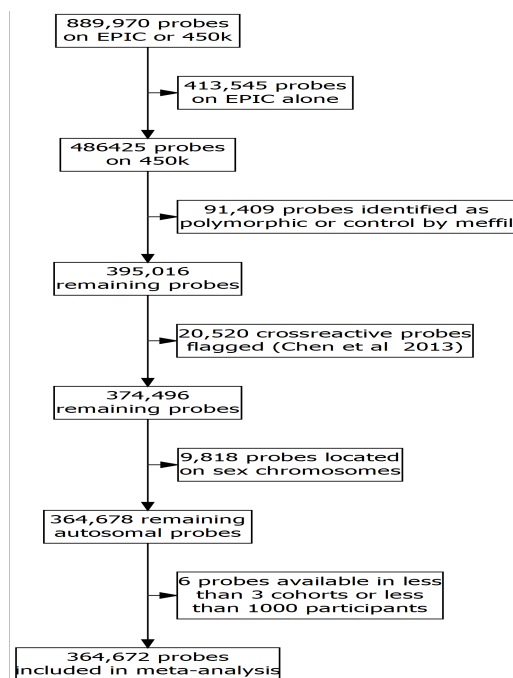 889,970 probes
on EPIC or 450k
413,545 probes
on EPIC alone
486425 probes
on 450k
91,409 probes identified as
polymorphic or control by meffil
395,016
remaining probes
20,520 crossreactive probes
flagged (Chen et al 2013)
374,496
remaining probes
9,818 probes located
on sex chromosomes
364,678 remaining
autosomal probes
6 probes available in less
than 3 cohorts or less
than 1000 participants
364,672 probes
included in meta-analysis